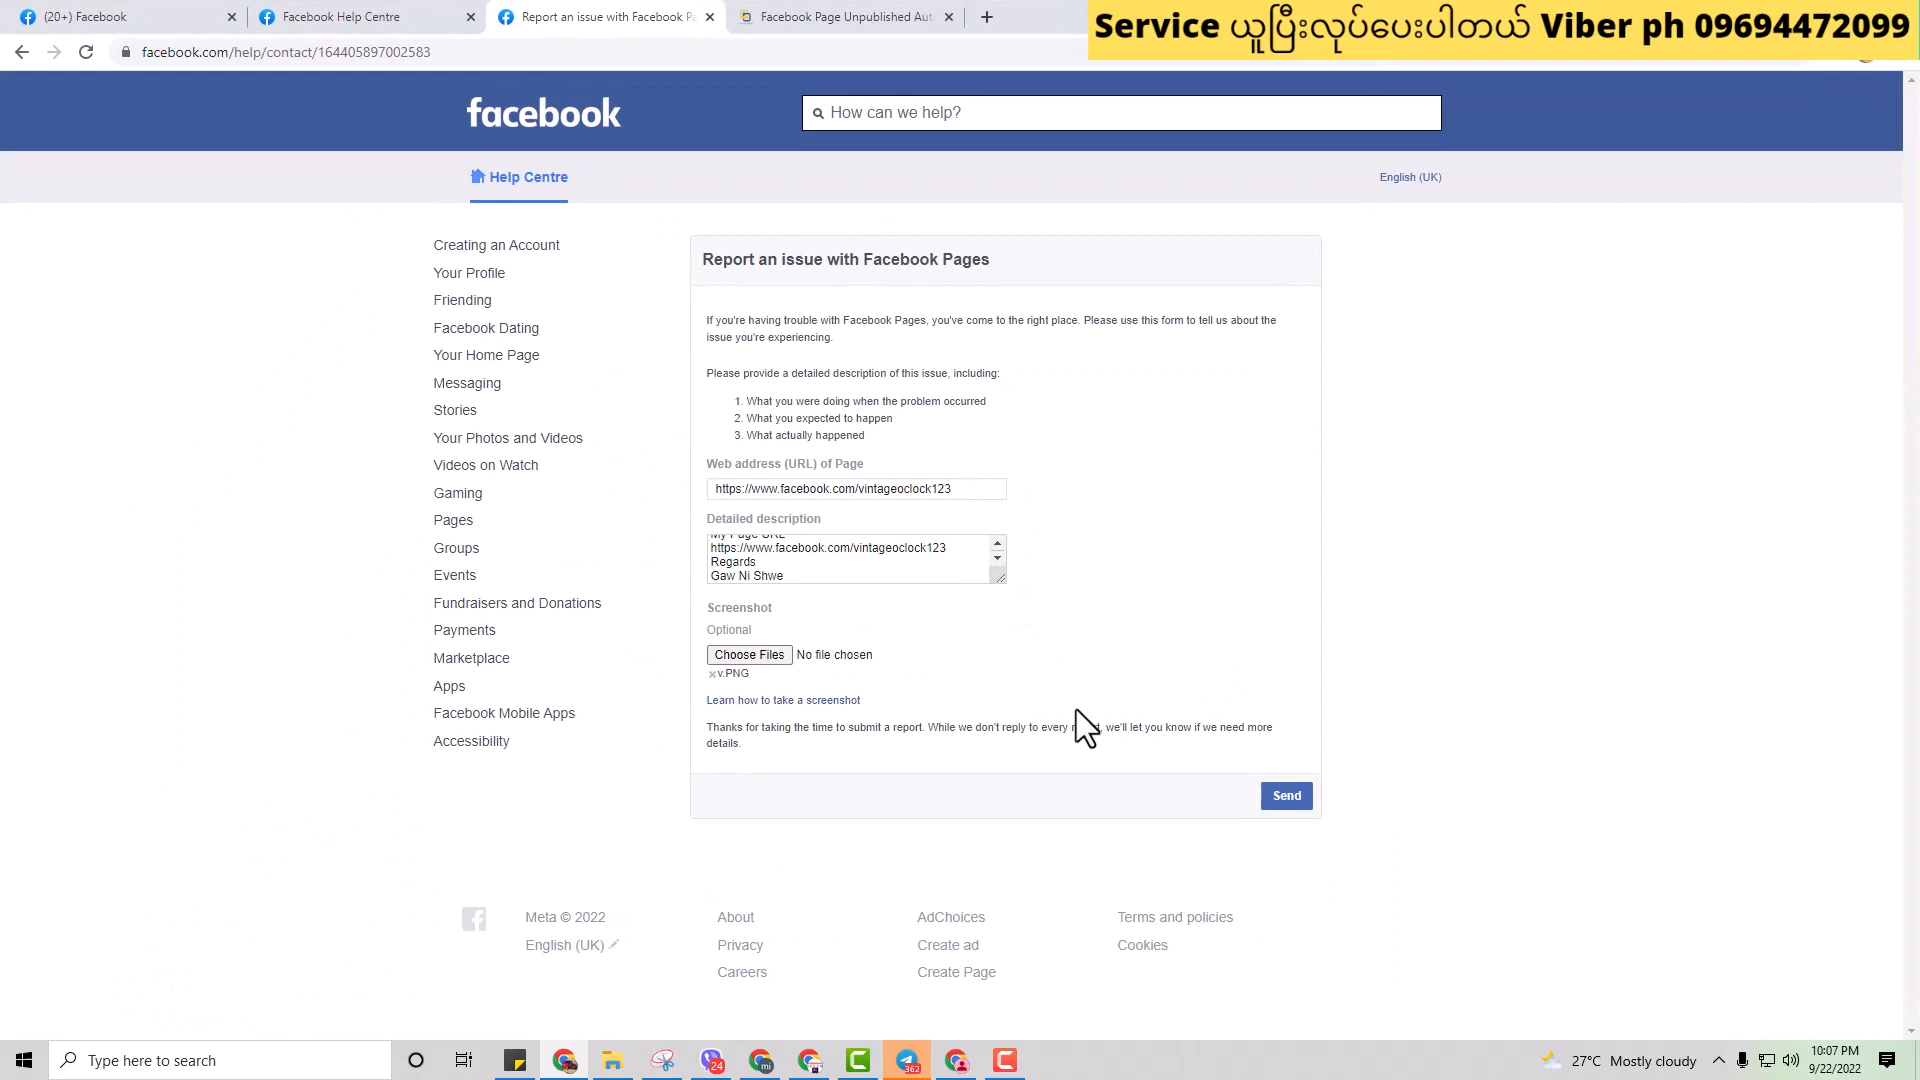 (20+) Facebook
Facebook Help Centre
Report an issue with Facebook Pa
Facebook Page Unpublished Aut
Service ယူပြီးလုပ်ပေးပါတယ် Viber ph 09694472099
facebook.com/help/contact/164405897002583
facebook
How can we help?
Help Centre
English (UK)
Creating an Account
Your Profile
Friending
Facebook Dating
Your Home Page
Messaging
Stories
Your Photos and Videos
Videos on Watch
Gaming
Pages
Groups
Events
Fundraisers and Donations
Payments
Marketplace
Apps
Facebook Mobile Apps
Accessibility
Report an issue with Facebook Pages
If you're having trouble with Facebook Pages, you've come to the right place. Please use this form to tell us about the
issue you're experiencing.
Please provide a detailed description of this issue, including:
1. What you were doing when the problem occurred
2. What you expected to happen
3. What actually happened
Web address (URL) of Page
https://www.facebook.com/vintageoclock123
Detailed description
My Page URL
https://www.facebook.com/vintageoclock123
Regards
Gaw Ni Shwe
Screenshot
Optional
Choose Files No file chosen
v.PNG
Learn how to take a screenshot
Thanks for taking the time to submit a report. While we don't reply to every we'll let you know if we need more
details.
Send
Meta © 2022
English (UK)
About
Privacy
Careers
AdChoices
Create ad
Create Page
Terms and policies
Cookies
Type here to search
24
mi
362
27°C Mostly cloudy
10:07 PM
9/22/2022